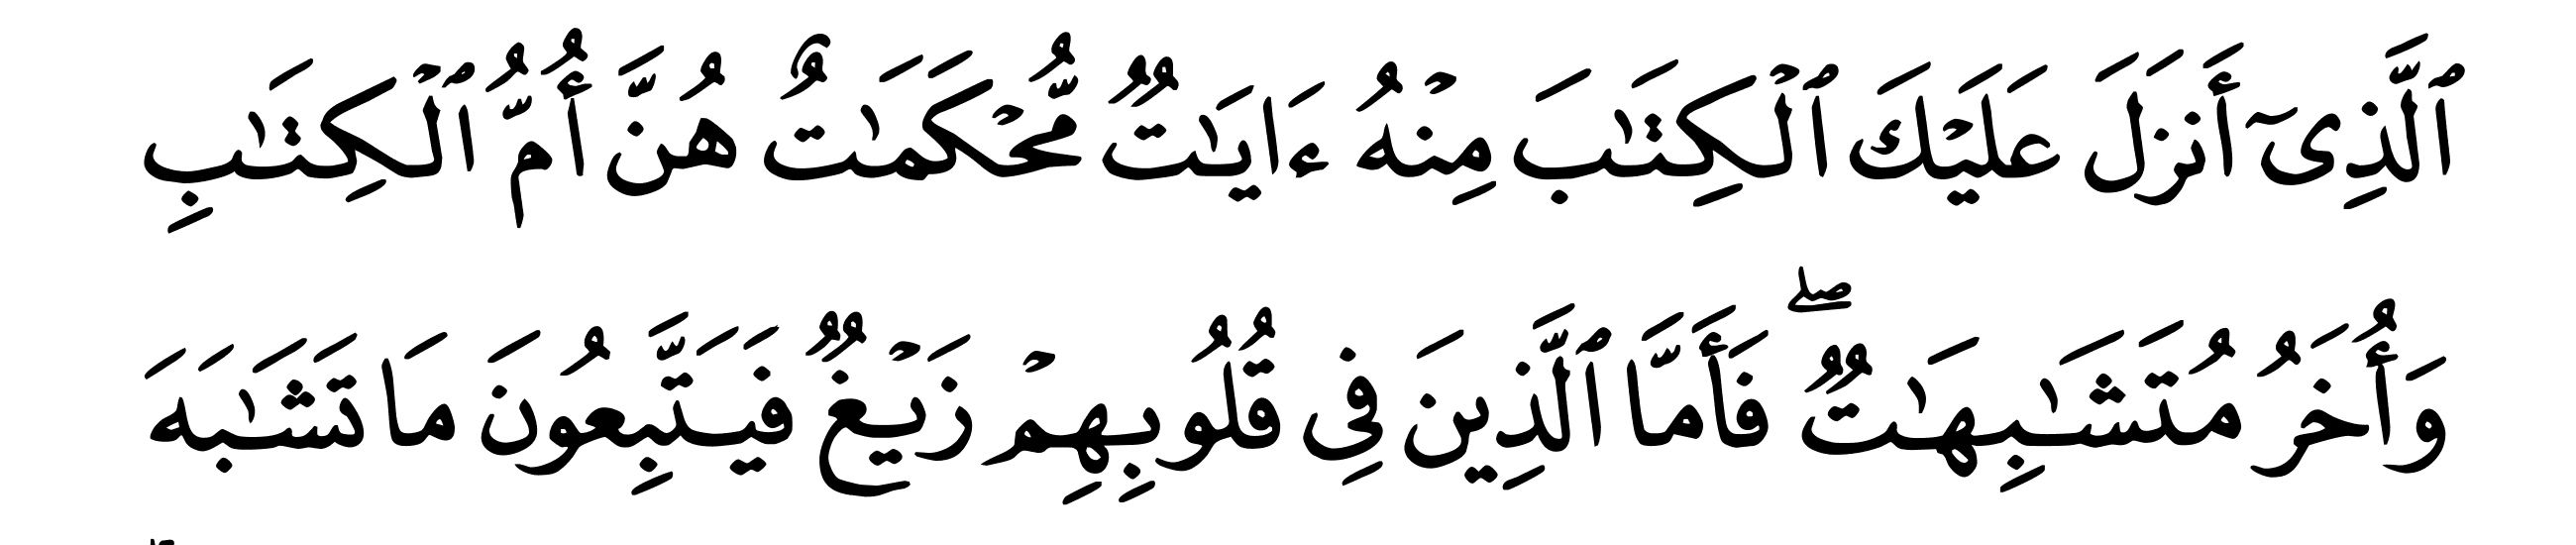 ٱلَّذِىٓ أَنزَلَ عَلَيۡكَ ٱلۡكِتَٰبَ مِنۡهُ ءَايَٰتٞ مُّحۡكَمَٰتٌ هُنَّ أُمُّ ٱلۡكِتَٰبِ
وَأُخَرُ مُتَشَٰبِهَٰتٞۖ فَأَمَّا ٱلَّذِينَ فِى قُلُوبِهِمۡ زَيۡغٞ فَيَتَّبِعُونَ مَا تَشَٰبَهَ